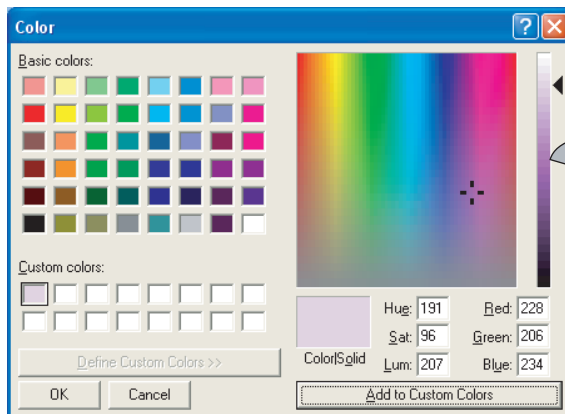 Color
Basic colors:
Custom colors:
Define Custom Colors >>
OK Cancel
Color|Solid
Hue: 191 Red: 228
Sat: 96 Green: 206
Lum: 207 Blue: 234
Add to Custom Colors